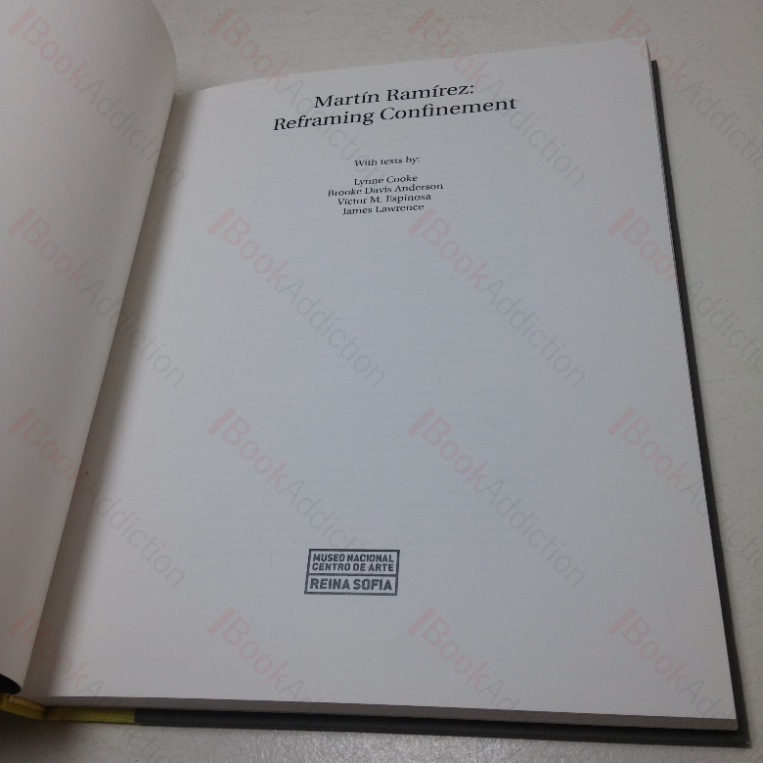 Martín Ramírez:
Reframing Confinement
With texts by:
Lynne Cooke
Brooke Davis Anderson
Víctor M. Espinosa
James Lawrence
MUSEO NACIONAL
CENTRO DE ARTE
REINA SOFIA
BookAddiction